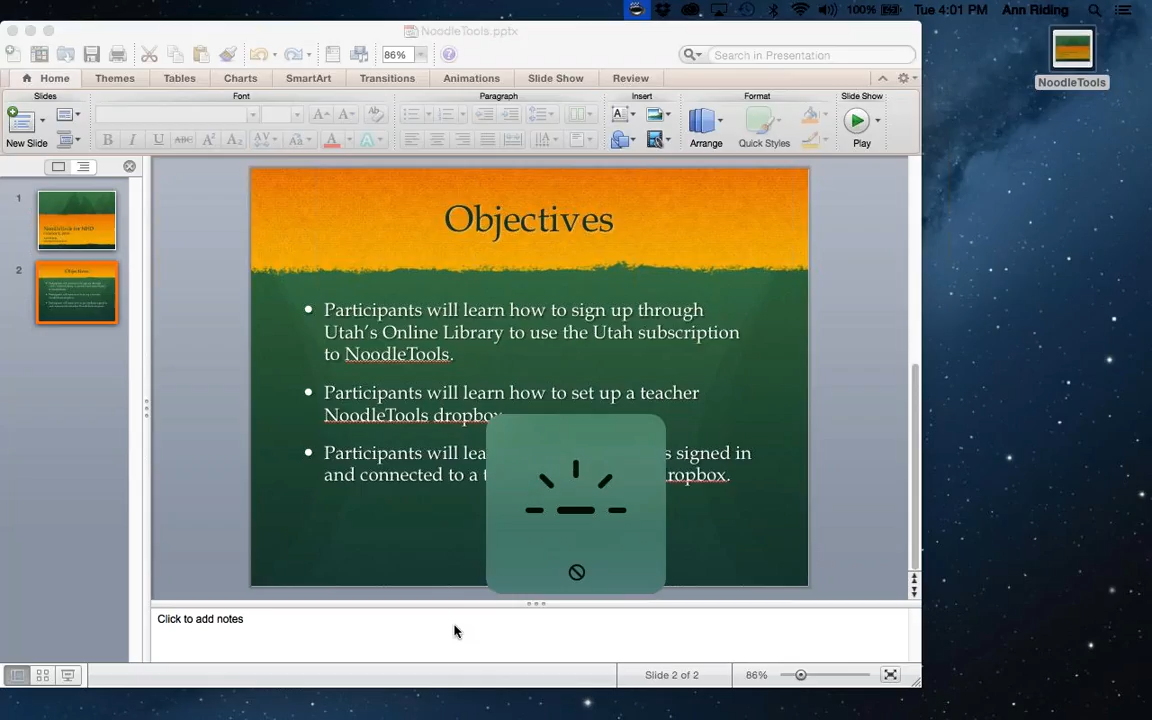 100% Tue 4:01 PM Ann Riding
NoodleTools.pptx
86% Search in Presentation
Home Themes Tables Charts SmartArt Transitions Animations Slide Show Review
Slides Font Paragraph Insert Format Slide Show
New Slide Arrange Quick Styles Play
NoodleTools
1
2
Objectives
Objectives
• Participants will learn how to sign up through
Utah's Online Library to use the Utah subscription
to NoodleTools.
• Participants will learn how to set up a teacher
NoodleTools dropbox
• Participants will signed in
and connected to a
Click to add notes
Slide 2 of 2 86%